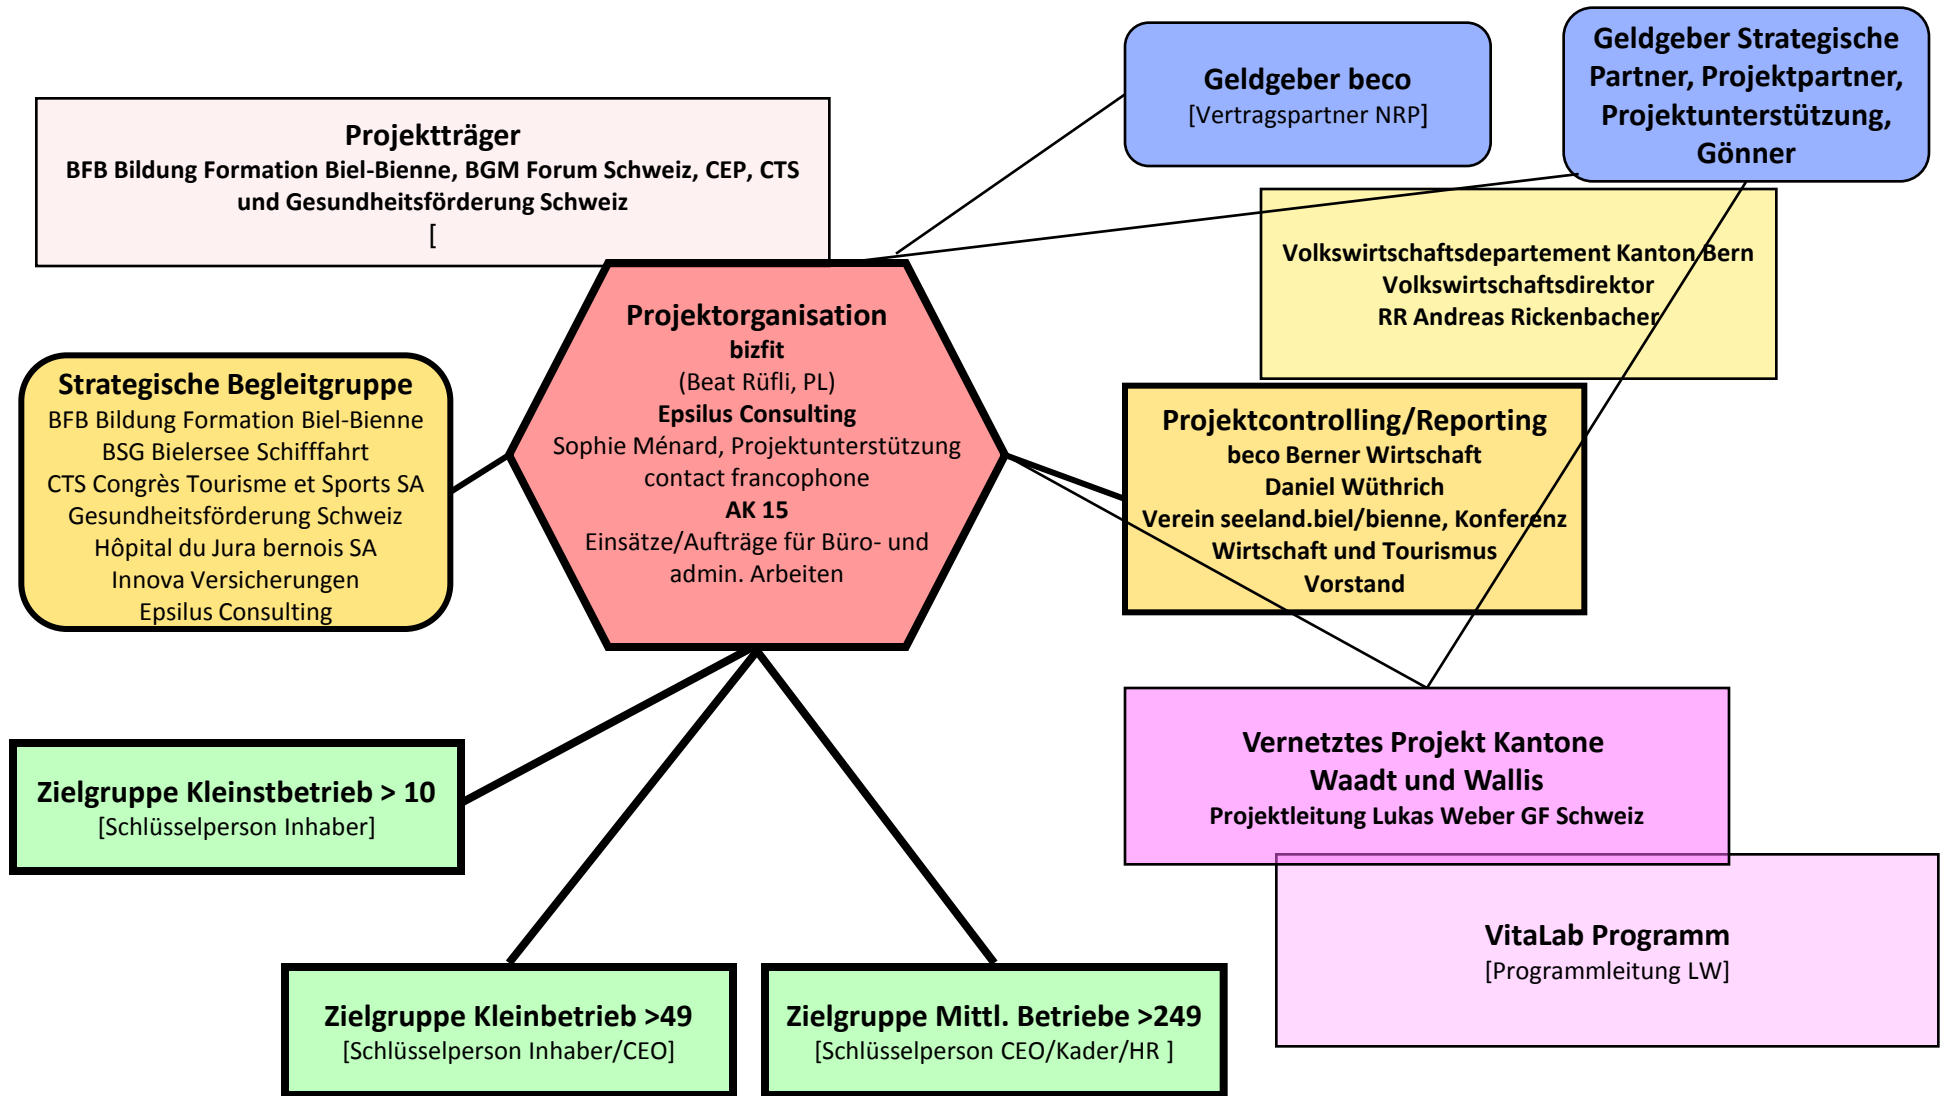 Geldgeber Strategische
Partner, Projektpartner,
Projektunterstützung,
Gönner
Geldgeber beco
[Vertragspartner NRP]
Projektträger
BFB Bildung Formation Biel-Bienne, BGM Forum Schweiz, CEP, CTS
und Gesundheitsförderung Schweiz
[
Volkswirtschaftsdepartement Kanton Bern
Volkswirtschaftsdirektor
RR Andreas Rickenbacher
Projektorganisation
bizfit
(Beat Rüfli, PL)
Epsilus Consulting
Sophie Ménard, Projektunterstützung
contact francophone
AK 15
Einsätze/Aufträge für Büro- und
admin. Arbeiten
Strategische Begleitgruppe
BFB Bildung Formation Biel-Bienne
BSG Bielersee Schifffahrt
CTS Congrès Tourisme et Sports SA
Gesundheitsförderung Schweiz
Hôpital du Jura bernois SA
Innova Versicherungen
Epsilus Consulting
Projektcontrolling/Reporting
beco Berner Wirtschaft
Daniel Wüthrich
Verein seeland.biel/bienne, Konferenz
Wirtschaft und Tourismus
Vorstand
Vernetztes Projekt Kantone
Waadt und Wallis
Projektleitung Lukas Weber GF Schweiz
Zielgruppe Kleinstbetrieb > 10
[Schlüsselperson Inhaber]
VitaLab Programm
[Programmleitung LW]
Zielgruppe Kleinbetrieb >49
[Schlüsselperson Inhaber/CEO]
Zielgruppe Mittl. Betriebe >249
[Schlüsselperson CEO/Kader/HR ]